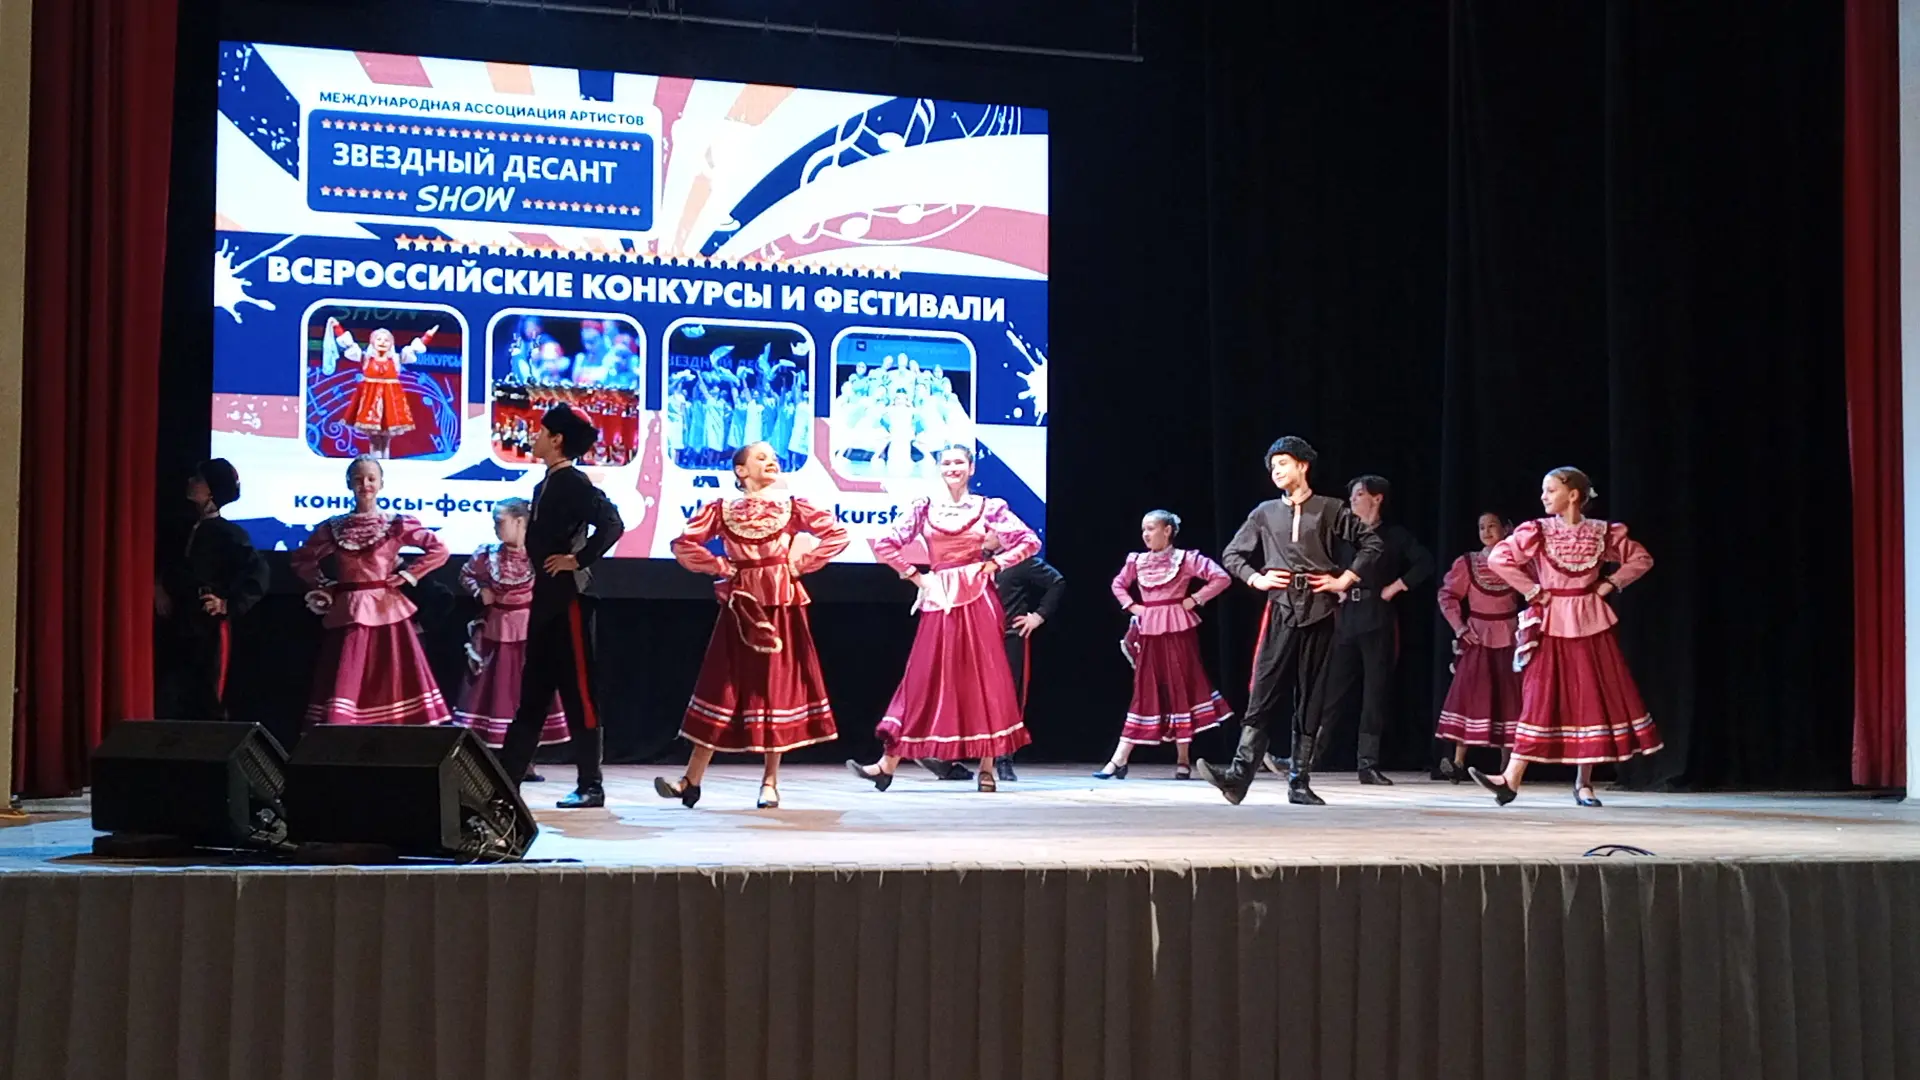 МЕЖДУНАРОДНАЯ АССОЦИАЦИЯ АРТИСТОВ
ЗВЕЗДНЫЙ ДЕСАНТ
SHOW
ВСЕРОССИЙСКИЕ КОНКУРСЫ И ФЕСТИВАЛИ